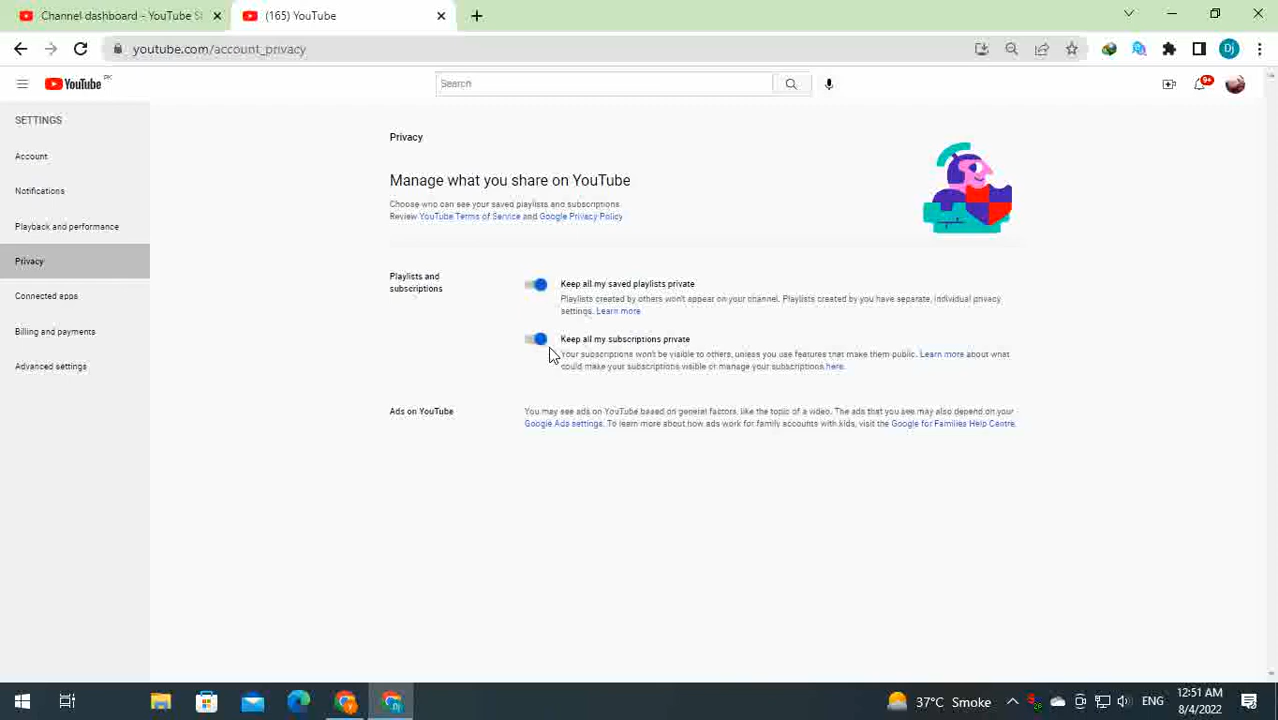 Channel dashboard - YouTube St
(165) YouTube
youtube.com/account_privacy
Dj
YouTube PK
Search
9+
SETTINGS
Account
Notifications
Playback and performance
Privacy
Connected apps
Billing and payments
Advanced settings
Privacy
Manage what you share on YouTube
Choose who can see your saved playlists and subscriptions
Review YouTube Terms of Service and Google Privacy Policy
Playlists and
subscriptions
Keep all my saved playlists private
Playlists created by others won't appear on your channel. Playlists created by you have separate, individual privacy
settings. Learn more
Keep all my subscriptions private
Your subscriptions won't be visible to others, unless you use features that make them public. Learn more about what
could make your subscriptions visible or manage your subscriptions here.
Ads on YouTube
You may see ads on YouTube based on general factors, like the topic of a video. The ads that you see may also depend on your
Google Ads settings. To learn more about how ads work for family accounts with kids, visit the Google for Families Help Centre.
37°C Smoke
ENG
12:51 AM
8/4/2022